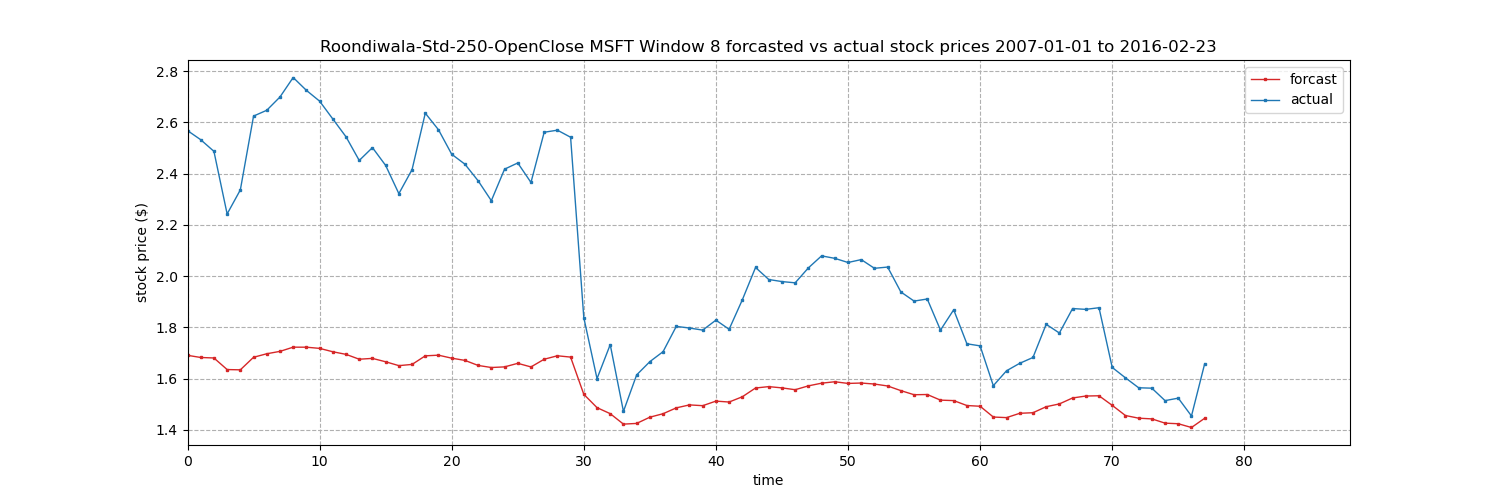 Roondiwala-Std-250-OpenClose MSFT Window 8 forcasted vs actual stock prices 2007-01-01 to 2016-02-23
forcast
actual
stock price ($)
2.8
2.6
2.4
2.2
2.0
1.8
1.6
1.4
0 10 20 30 40 50 60 70 80
time